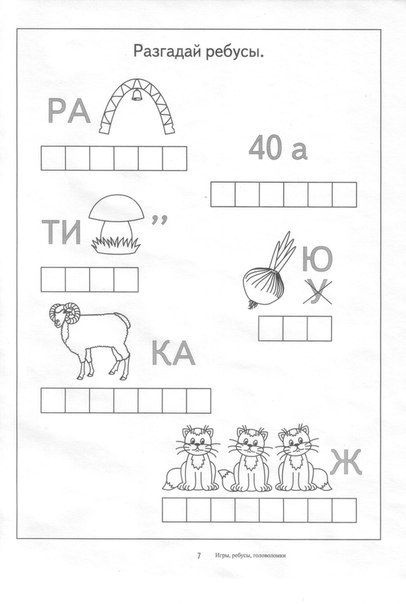 Разгадай ребусы.
РА
40 а
ТИ ”
Ю
У
КА
Ж
7 Игры, ребусы, головоломки